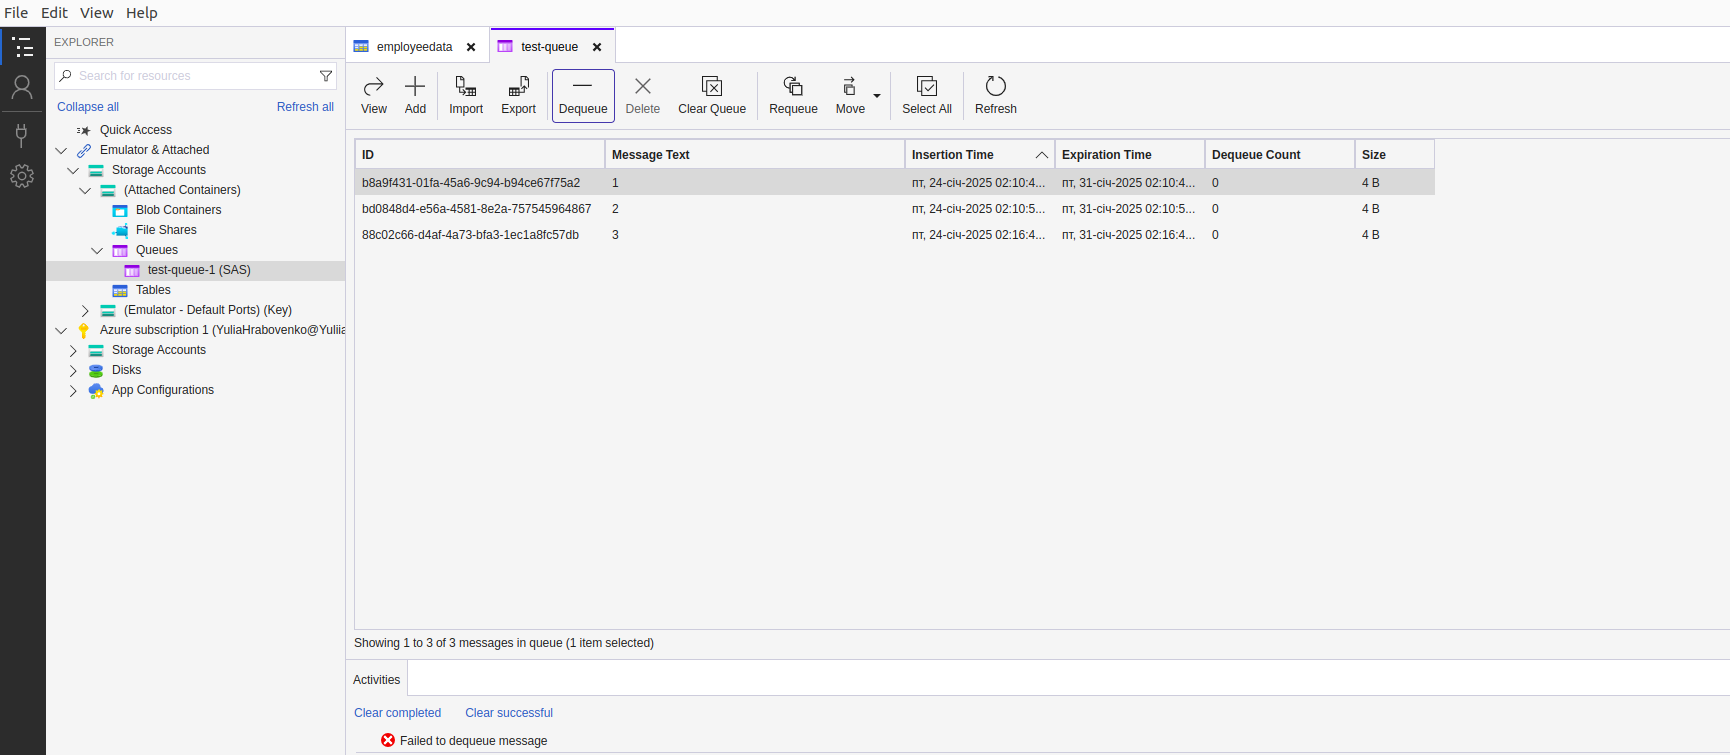 File Edit View Help
EXPLORER
Search for resources
Collapse all Refresh all
Quick Access
Emulator & Attached
Storage Accounts
(Attached Containers)
Blob Containers
File Shares
Queues
test-queue-1 (SAS)
Tables
(Emulator - Default Ports) (Key)
Azure subscription 1 (YuliaHrabovenko@Yuliia
Storage Accounts
Disks
App Configurations
employeedata test-queue
View Add Import Export Dequeue Delete Clear Queue Requeue Move Select All Refresh
ID Message Text Insertion Time Expiration Time Dequeue Count Size
b8a9f431-01fa-45a6-9c94-b94ce67f75a2 1 пт, 24-січ-2025 02:10:4... пт, 31-січ-2025 02:10:4... 0 4 B
bd0848d4-e56a-4581-8e2a-757545964867 2 пт, 24-січ-2025 02:10:5... пт, 31-січ-2025 02:10:5... 0 4 B
88c02c66-d4af-4a73-bfa3-1ec1a8fc57db 3 пт, 24-січ-2025 02:16:4... пт, 31-січ-2025 02:16:4... 0 4 B
Showing 1 to 3 of 3 messages in queue (1 item selected)
Activities
Clear completed Clear successful
Failed to dequeue message